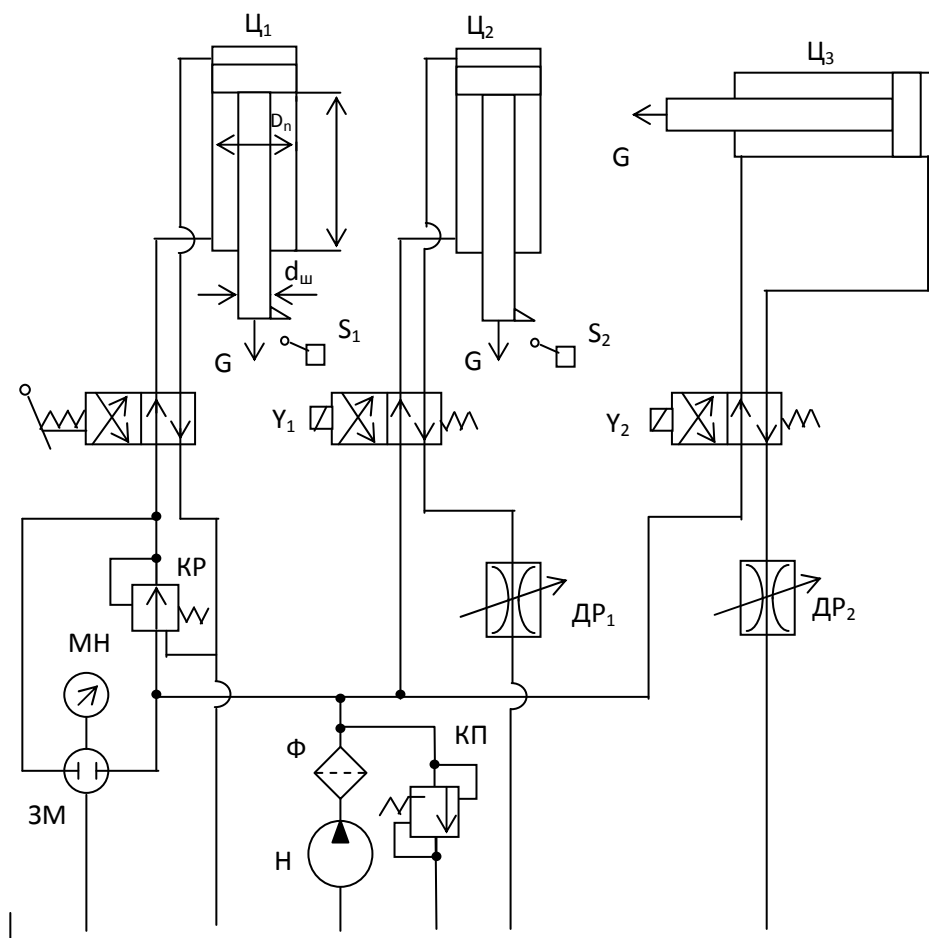 Ц₁
Ц₂
Ц₃
Dп
G
dш
G
S₁
G
S₂
Y₁
Y₂
КР
МН
ДР₁
ДР₂
Ф
КП
ЗМ
Н